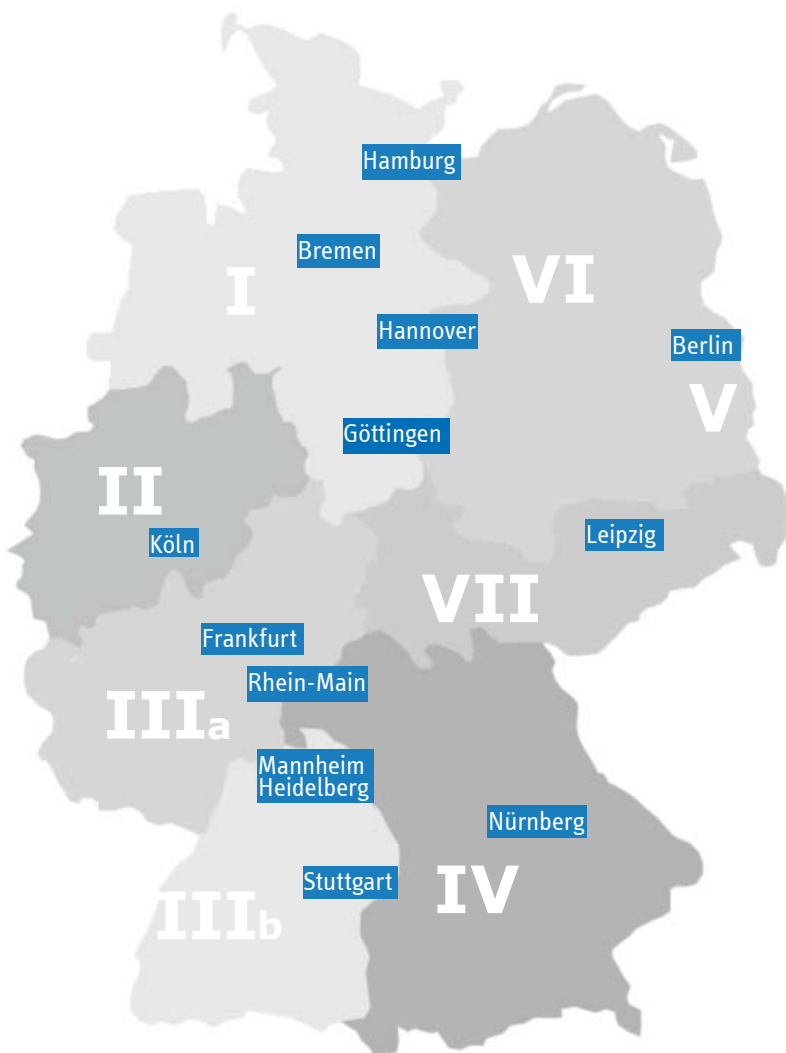 Hamburg
Bremen
I
VI
Hannover
Berlin
V
Göttingen
II
Köln
Leipzig
VII
Frankfurt
Rhein-Main
IIIa
Mannheim
Heidelberg
Nürnberg
Stuttgart
IV
IIIb